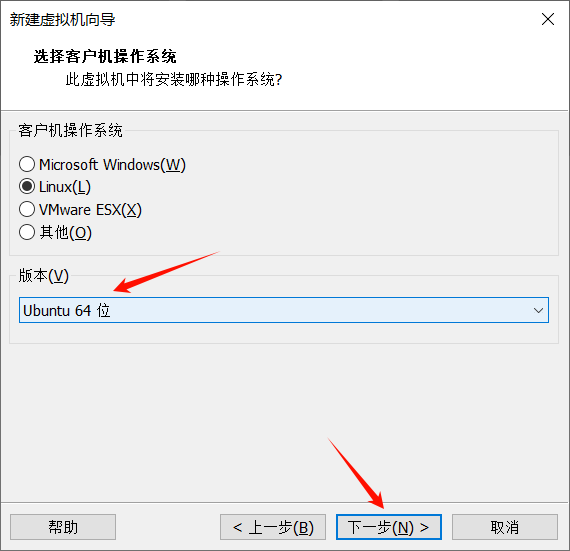 新建虚拟机向导
选择客户机操作系统
此虚拟机中将安装哪种操作系统?
客户机操作系统
Microsoft Windows(W)
Linux(L)
VMware ESX(X)
其他(O)
版本(V)
Ubuntu 64 位
帮助
< 上一步(B)
下一步(N) >
取消